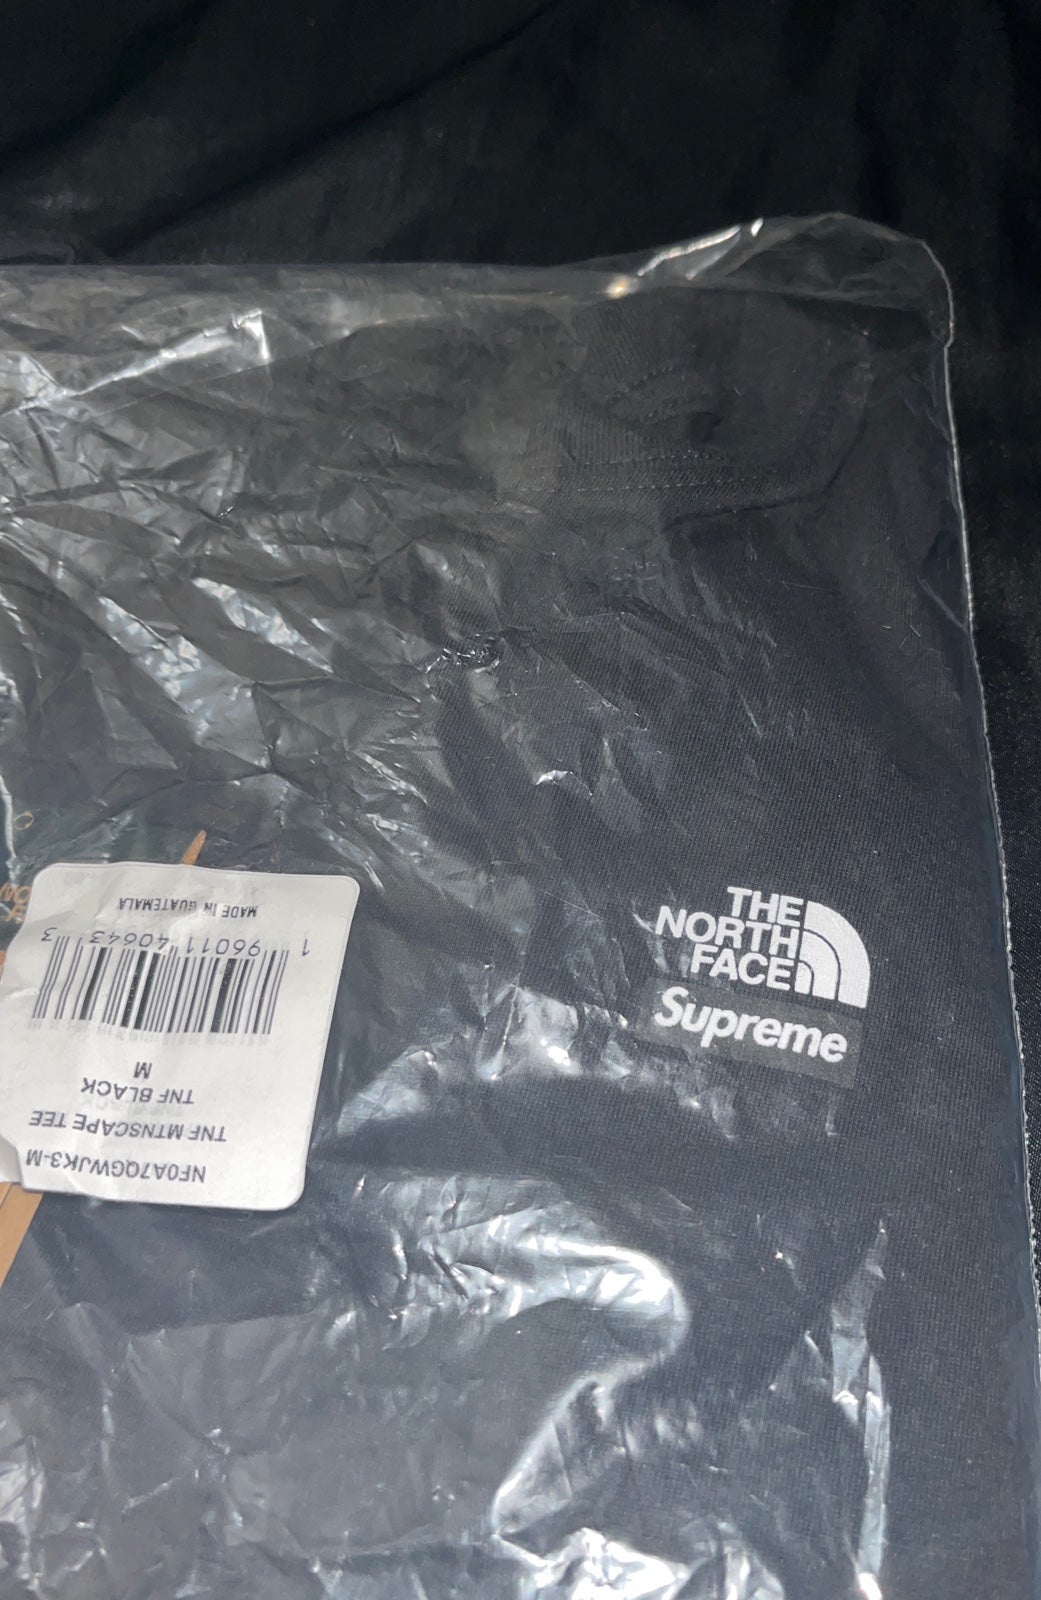 THE
NORTH
FACE
Supreme
NF0A7QGWJK3-M
TNF MTNSCAPE TEE
TNF BLACK
M
1 96011 40643 3
MADE IN GUATEMALA